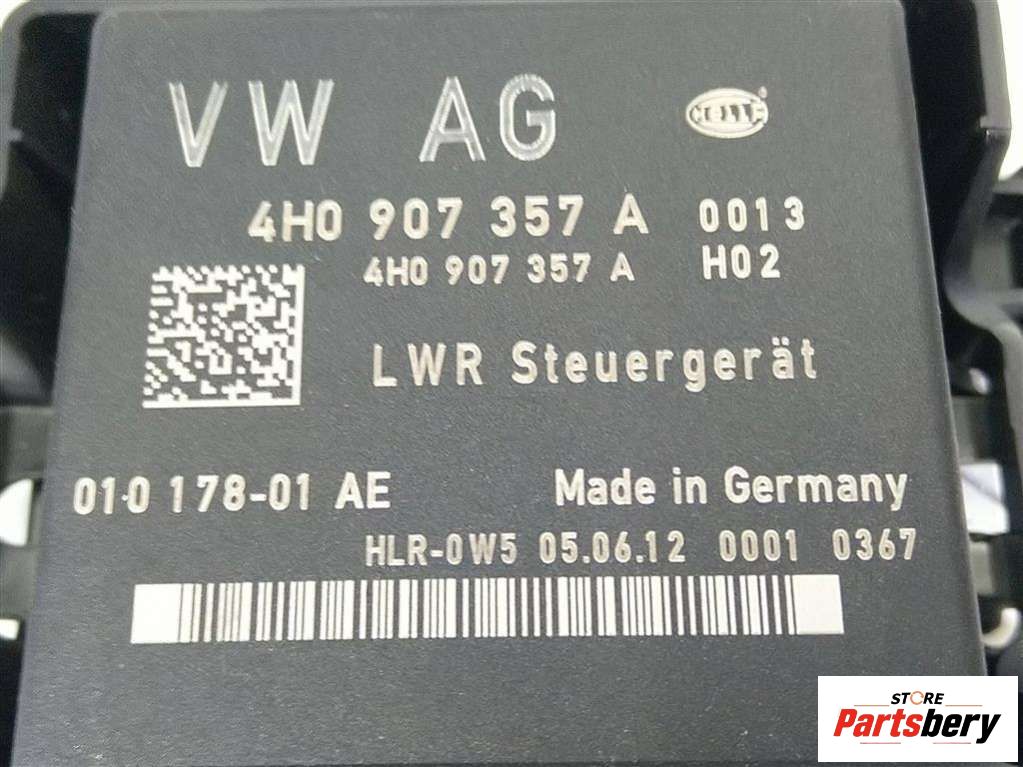 VW AG HELLA
4H0 907 357 A 0013
4H0 907 357 A H02
LWR Steuergerät
010 178-01 AE Made in Germany
HLR-0W5 05.06.12 0001 0367
STORE
Partsbery